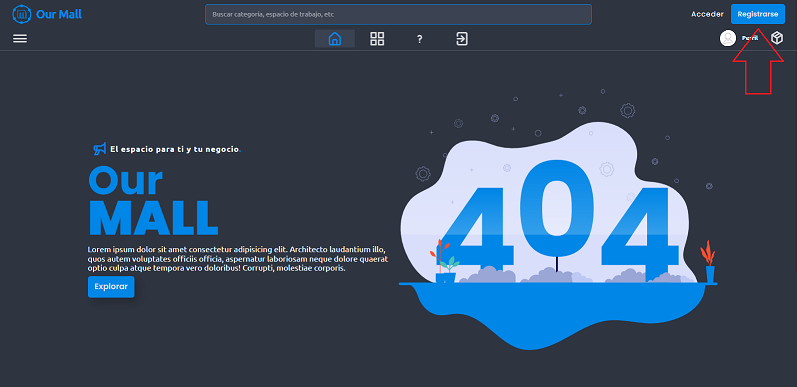 Our Mall
Buscar categoría, espacio de trabajo, etc
Acceder
Registrarse
?
Perfil
El espacio para ti y tu negocio.
Our
MALL
Lorem ipsum dolor sit amet consectetur adipisicing elit. Architecto laudantium illo,
quos autem voluptates officiis officia, aspernatur laboriosam neque dolore quaerat
optio culpa atque tempora vero doloribus! Corrupti, molestiae corporis.
Explorar
404